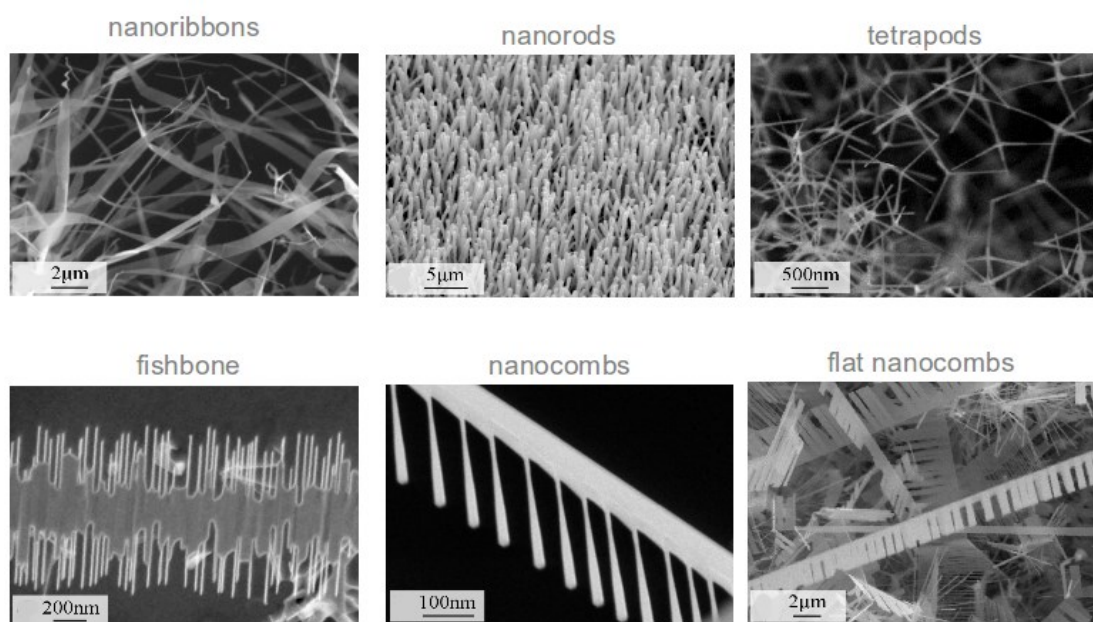 nanoribbons
nanorods
tetrapods
2μm
5μm
500nm
fishbone
nanocombs
flat nanocombs
200nm
100nm
2μm